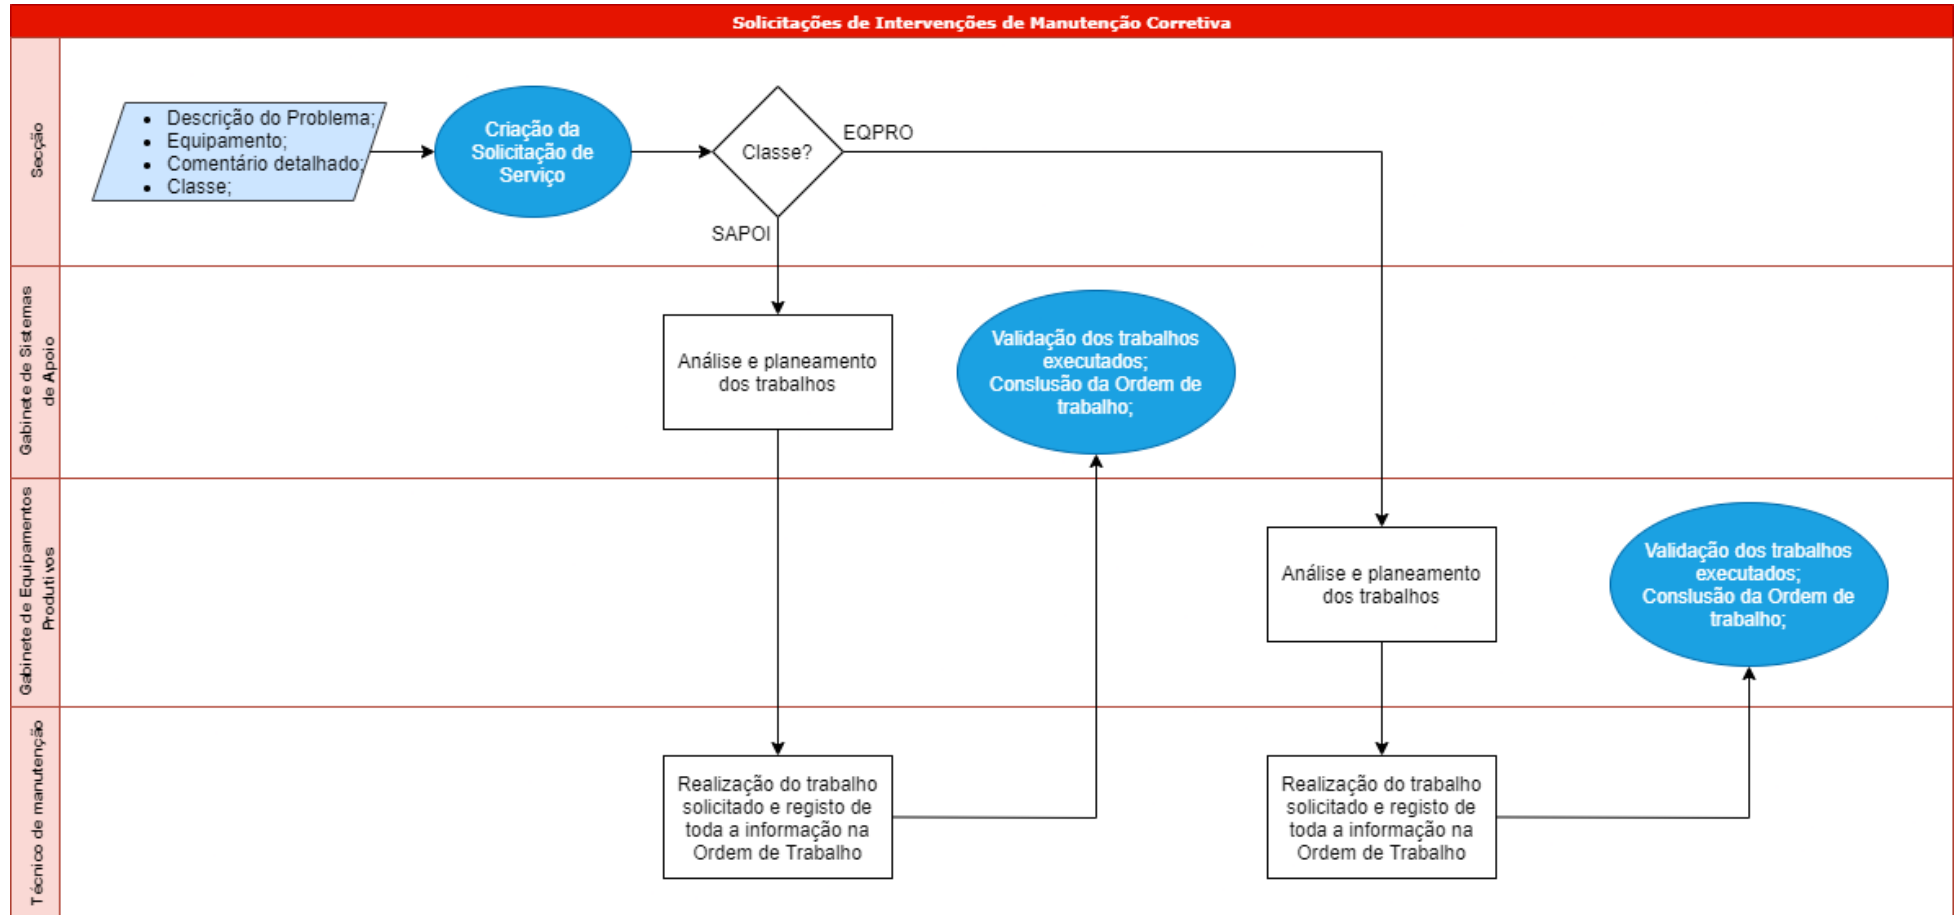 Solicitações de Intervenções de Manutenção Corretiva
Secção
• Descrição do Problema;
• Equipamento;
• Comentário detalhado;
• Classe;
Criação da
Solicitação de
Serviço
Classe?
EQPRO
SAPOI
Gabinete de Sistemas
de Apoio
Análise e planeamento
dos trabalhos
Validação dos trabalhos
executados;
Conslusão da Ordem de
trabalho;
Gabinete de Equipamentos
Produtivos
Análise e planeamento
dos trabalhos
Validação dos trabalhos
executados;
Conslusão da Ordem de
trabalho;
Técnico de manutenção
Realização do trabalho
solicitado e registo de
toda a informação na
Ordem de Trabalho
Realização do trabalho
solicitado e registo de
toda a informação na
Ordem de Trabalho